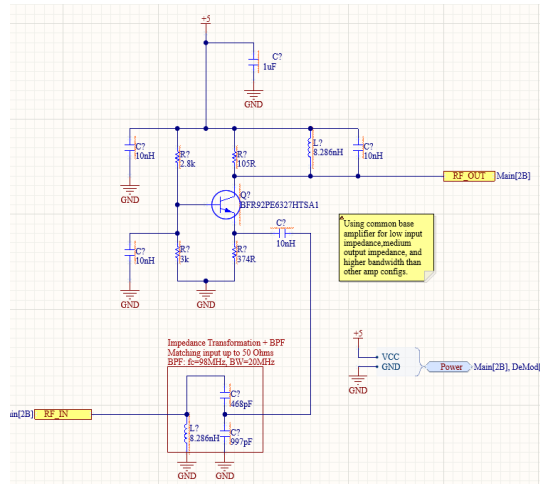 +5
C?
1uF
GND
C?
10nH
R?
2.8k
R?
105R
L?
8.286nH
C?
10nH
GND
RF_OUT
Main[2B]
Q?
BFR92PE6327HTSA1
C?
10nH
R?
3k
C?
10nH
R?
374R
GND
GND
Using common base
amplifier for low input
impedance,medium
output impedance, and
higher bandwidth than
other amp configs.
Impedance Transformation + BPF
Matching input up to 50 Ohms
BPF: fc=98MHz, BW=20MHz
+5
VCC
GND
Power
Main[2B], DeMod
GND
C?
468pF
in[2B]
RF_IN
L?
8.286nH
C?
997pF
GND
GND